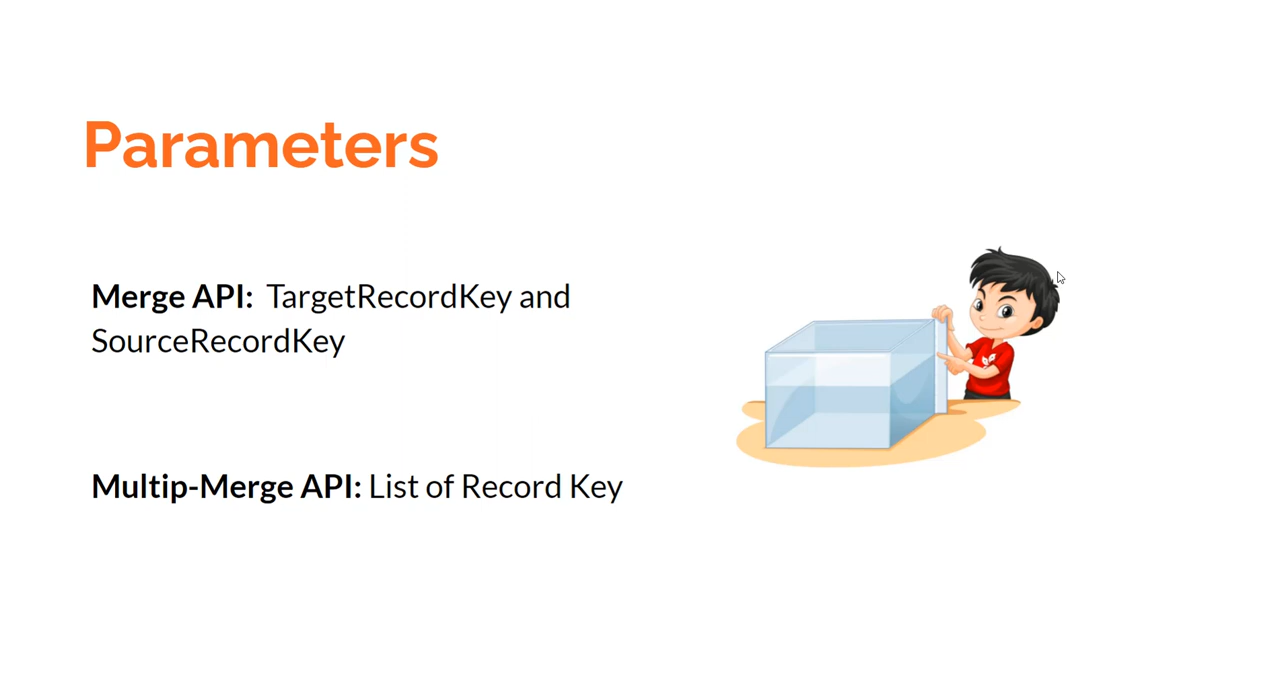 Parameters
Merge API: TargetRecordKey and
SourceRecordKey
Multip-Merge API: List of Record Key